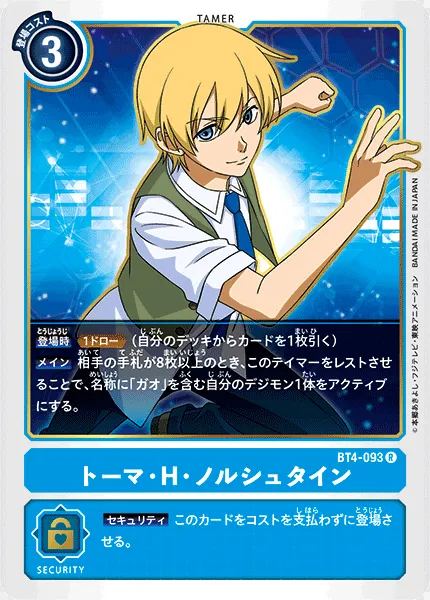 TAMER
登場コスト
3
登場時 1ドロー (自分のデッキからカードを1枚引く)
メイン 相手の手札が8枚以上のとき、このテイマーをレストさせ
ることで、名称に「ガオ」を含む自分のデジモン1体をアクティブ
にする。
©本郷あきよし・フジテレビ・東映アニメーション BANDAI MADE IN JAPAN
BT4-093 R
トーマ・H・ノルシュタイン
セキュリティ このカードをコストを支払わずに登場さ
せる。
SECURITY